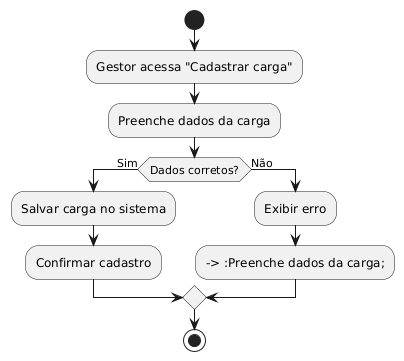 Gestor acessa "Cadastrar carga"
Preenche dados da carga
Sim
Dados corretos?
Não
Salvar carga no sistema
Exibir erro
Confirmar cadastro
-> :Preenche dados da carga;